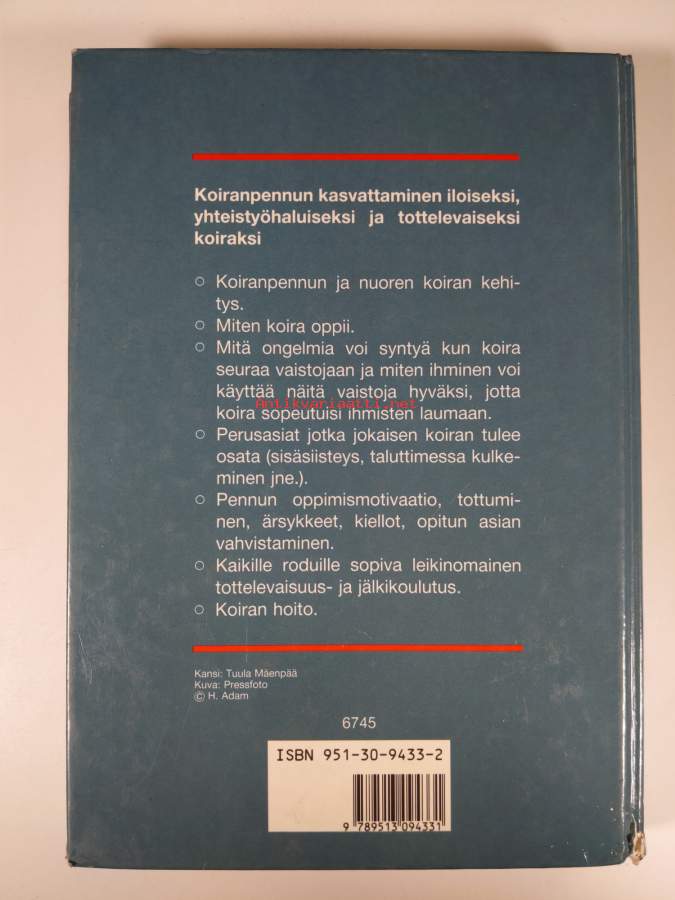 Koiranpennun kasvattaminen iloiseksi,
yhteistyöhaluiseksi ja tottelevaiseksi
koiraksi
○ Koiranpennun ja nuoren koiran kehi-
tys.
○ Miten koira oppii.
○ Mitä ongelmia voi syntyä kun koira
seuraa vaistojaan ja miten ihminen voi
käyttää näitä vaistoja hyväksi, jotta
Antikvariaatti.net
koira sopeutuisi ihmisten laumaan.
○ Perusasiat jotka jokaisen koiran tulee
osata (sisäsiisteys, taluttimessa kulke-
minen jne.).
○ Pennun oppimismotivaatio, tottumi-
nen, ärsykkeet, kiellot, opitun asian
vahvistaminen.
○ Kaikille roduille sopiva leikinomainen
tottelevaisuus- ja jälkikoulutus.
○ Koiran hoito.
Kansi: Tuula Mäenpää
Kuva: Pressfoto
© H. Adam
6745
ISBN 951-30-9433-2
9 789513 094331